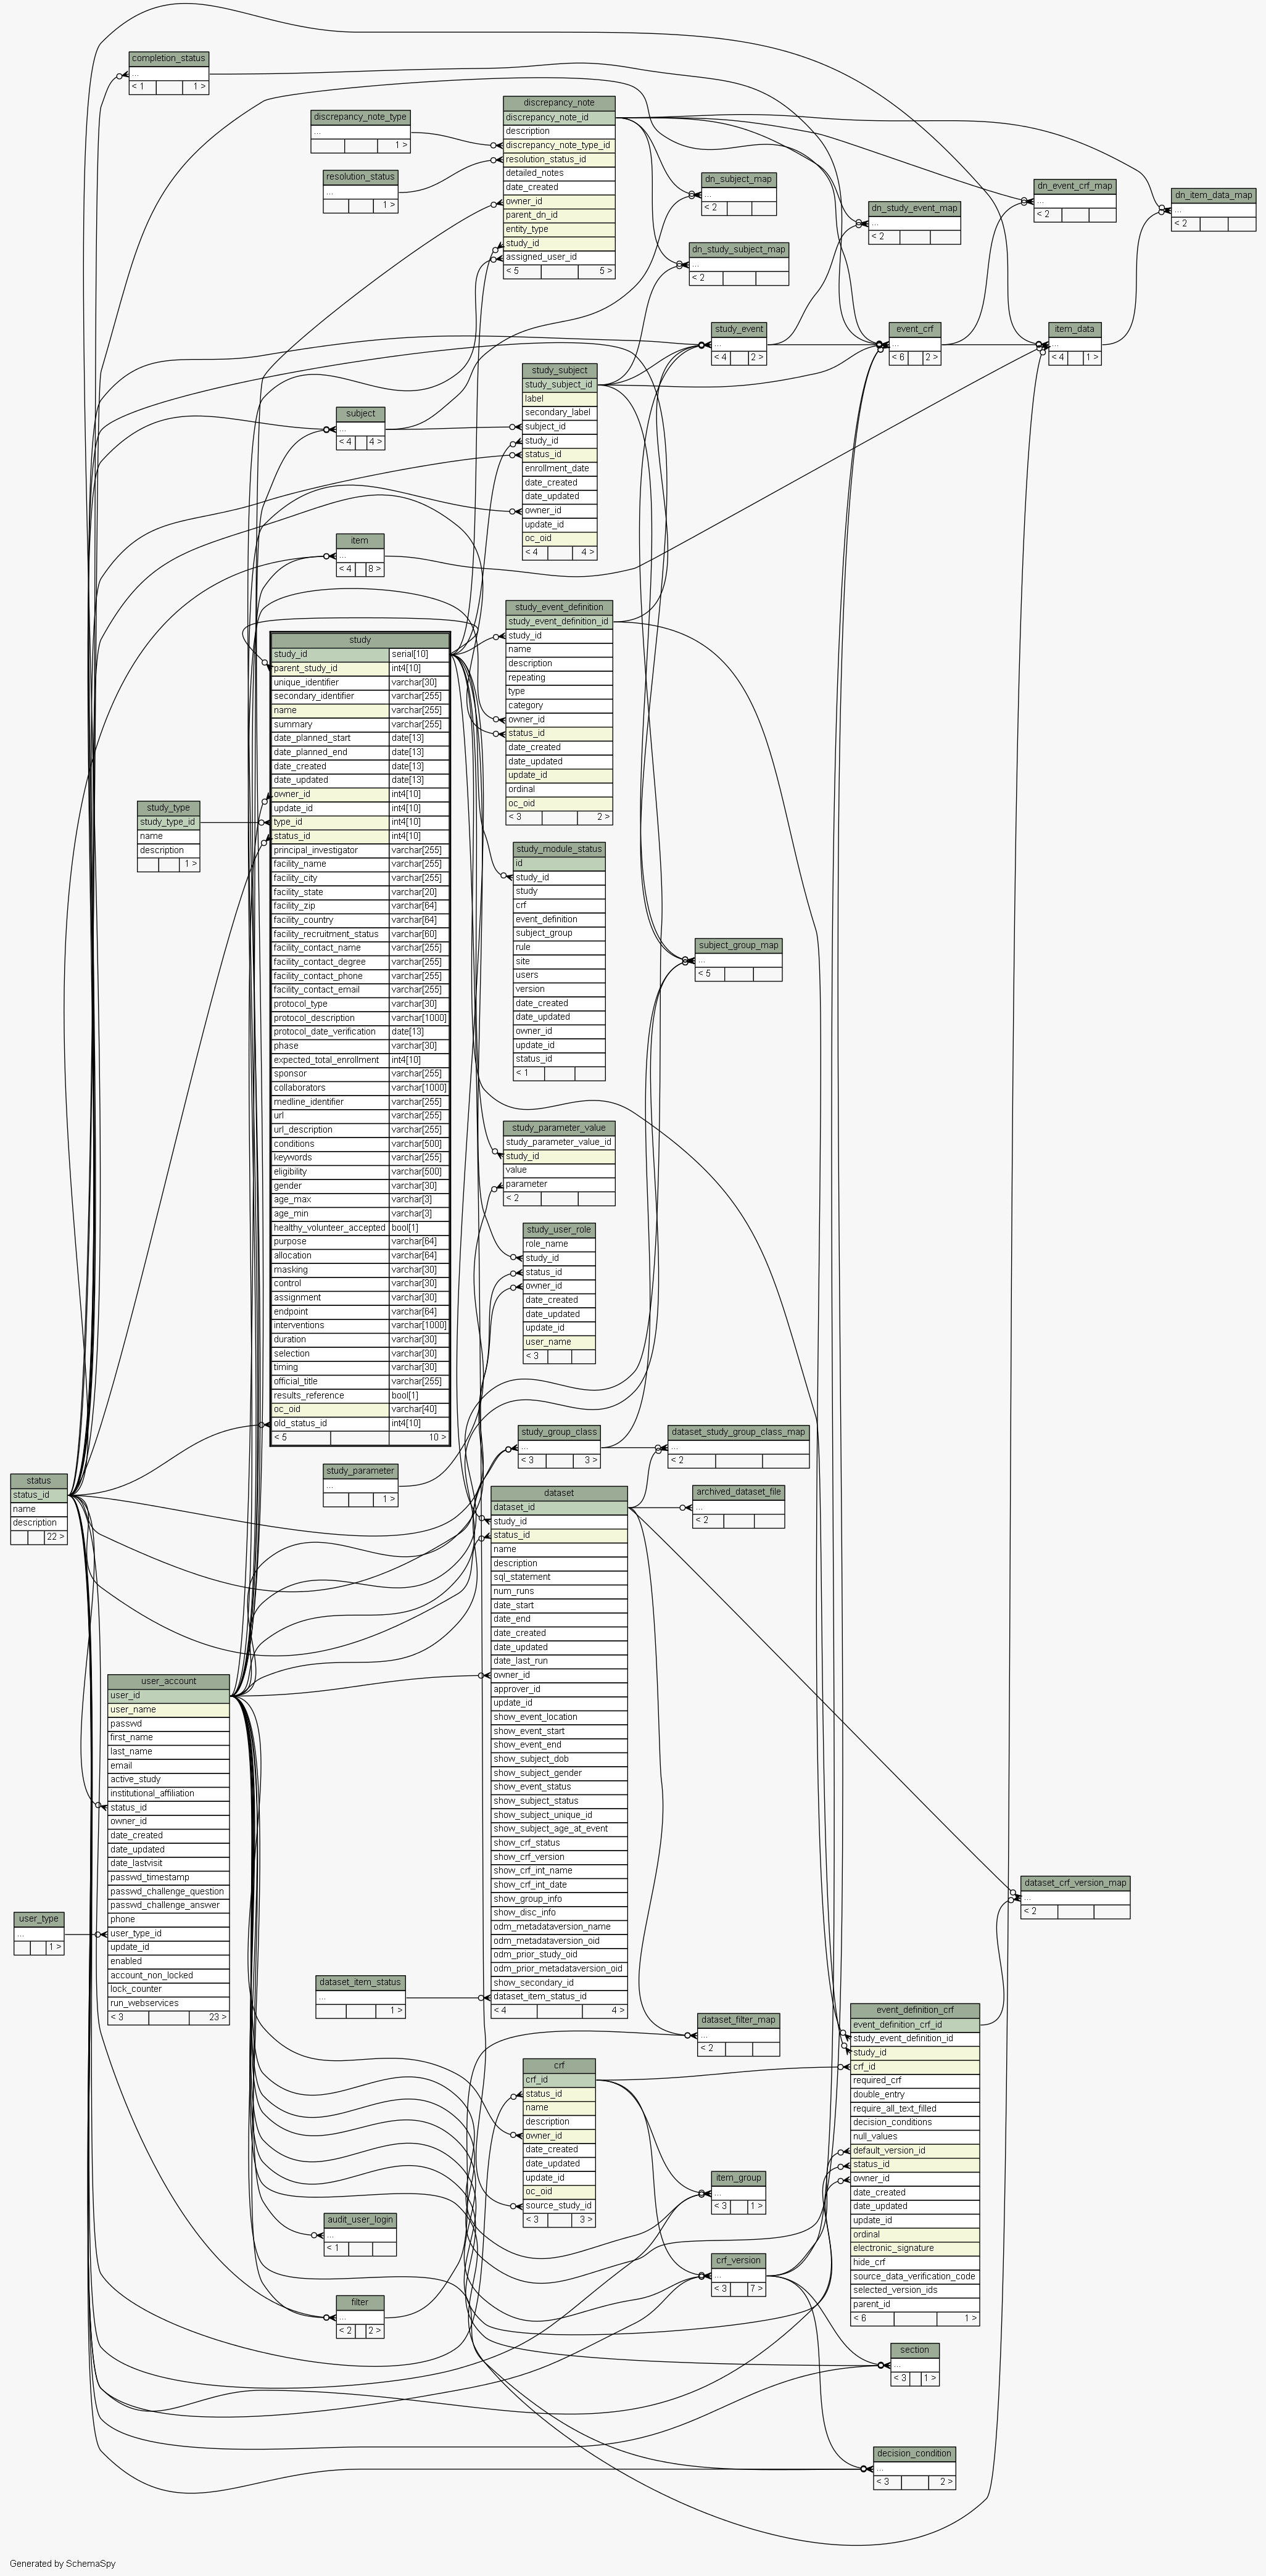 completion_status
...
< 1 1 >
discrepancy_note_type
...
1 >
resolution_status
...
1 >
discrepancy_note
discrepancy_note_id
description
discrepancy_note_type_id
resolution_status_id
detailed_notes
date_created
owner_id
parent_dn_id
entity_type
study_id
assigned_user_id
< 5 5 >
dn_subject_map
...
< 2
dn_study_subject_map
...
< 2
dn_study_event_map
...
< 2
dn_event_crf_map
...
< 2
dn_item_data_map
...
< 2
study_event
...
< 4 2 >
event_crf
...
< 6 2 >
item_data
...
< 4 1 >
study_subject
study_subject_id
label
secondary_label
subject_id
study_id
status_id
enrollment_date
date_created
date_updated
owner_id
update_id
oc_oid
< 4 4 >
subject
...
< 4 4 >
item
...
< 4 8 >
study_event_definition
study_event_definition_id
study_id
name
description
repeating
type
category
owner_id
status_id
date_created
date_updated
update_id
ordinal
oc_oid
< 3 2 >
study
study_id serial[10]
parent_study_id int4[10]
unique_identifier varchar[30]
secondary_identifier varchar[255]
name varchar[255]
summary varchar[255]
date_planned_start date[13]
date_planned_end date[13]
date_created date[13]
date_updated date[13]
owner_id int4[10]
update_id int4[10]
type_id int4[10]
status_id int4[10]
principal_investigator varchar[255]
facility_name varchar[255]
facility_city varchar[255]
facility_state varchar[20]
facility_zip varchar[64]
facility_country varchar[64]
facility_recruitment_status varchar[60]
facility_contact_name varchar[255]
facility_contact_degree varchar[255]
facility_contact_phone varchar[255]
facility_contact_email varchar[255]
protocol_type varchar[30]
protocol_description varchar[1000]
protocol_date_verification date[13]
phase varchar[30]
expected_total_enrollment int4[10]
sponsor varchar[255]
collaborators varchar[1000]
medline_identifier varchar[255]
url varchar[255]
url_description varchar[255]
conditions varchar[500]
keywords varchar[255]
eligibility varchar[500]
gender varchar[30]
age_max varchar[3]
age_min varchar[3]
healthy_volunteer_accepted bool[1]
purpose varchar[64]
allocation varchar[64]
masking varchar[30]
control varchar[30]
assignment varchar[30]
endpoint varchar[64]
interventions varchar[1000]
duration varchar[30]
selection varchar[30]
timing varchar[30]
official_title varchar[255]
results_reference bool[1]
oc_oid varchar[40]
old_status_id int4[10]
< 5 10 >
study_type
study_type_id
name
description
1 >
study_module_status
id
study_id
study
crf
event_definition
subject_group
rule
site
users
version
date_created
date_updated
owner_id
update_id
status_id
< 1
subject_group_map
...
< 5
study_parameter_value
study_parameter_value_id
study_id
value
parameter
< 2
study_user_role
role_name
study_id
status_id
owner_id
date_created
date_updated
update_id
user_name
< 3
study_group_class
...
< 3 3 >
dataset_study_group_class_map
...
< 2
study_parameter
...
1 >
status
status_id
name
description
22 >
dataset
dataset_id
study_id
status_id
name
description
sql_statement
num_runs
date_start
date_end
date_created
date_updated
date_last_run
owner_id
approver_id
update_id
show_event_location
show_event_start
show_event_end
show_subject_dob
show_subject_gender
show_event_status
show_subject_status
show_subject_unique_id
show_subject_age_at_event
show_crf_status
show_crf_version
show_crf_int_name
show_crf_int_date
show_group_info
show_disc_info
odm_metadataversion_name
odm_metadataversion_oid
odm_prior_study_oid
odm_prior_metadataversion_oid
show_secondary_id
dataset_item_status_id
< 4 4 >
archived_dataset_file
...
< 2
user_account
user_id
user_name
passwd
first_name
last_name
email
active_study
institutional_affiliation
status_id
owner_id
date_created
date_updated
date_lastvisit
passwd_timestamp
passwd_challenge_question
passwd_challenge_answer
phone
user_type_id
update_id
enabled
account_non_locked
lock_counter
run_webservices
< 3 23 >
user_type
...
1 >
dataset_item_status
...
1 >
dataset_crf_version_map
...
< 2
dataset_filter_map
...
< 2
event_definition_crf
event_definition_crf_id
study_event_definition_id
study_id
crf_id
required_crf
double_entry
require_all_text_filled
decision_conditions
null_values
default_version_id
status_id
owner_id
date_created
date_updated
update_id
ordinal
electronic_signature
hide_crf
source_data_verification_code
selected_version_ids
parent_id
< 6 1 >
crf
crf_id
status_id
name
description
owner_id
date_created
date_updated
update_id
oc_oid
source_study_id
< 3 3 >
item_group
...
< 3 1 >
audit_user_login
...
< 1
crf_version
...
< 3 7 >
filter
...
< 2 2 >
section
...
< 3 1 >
decision_condition
...
< 3 2 >
Generated by SchemaSpy